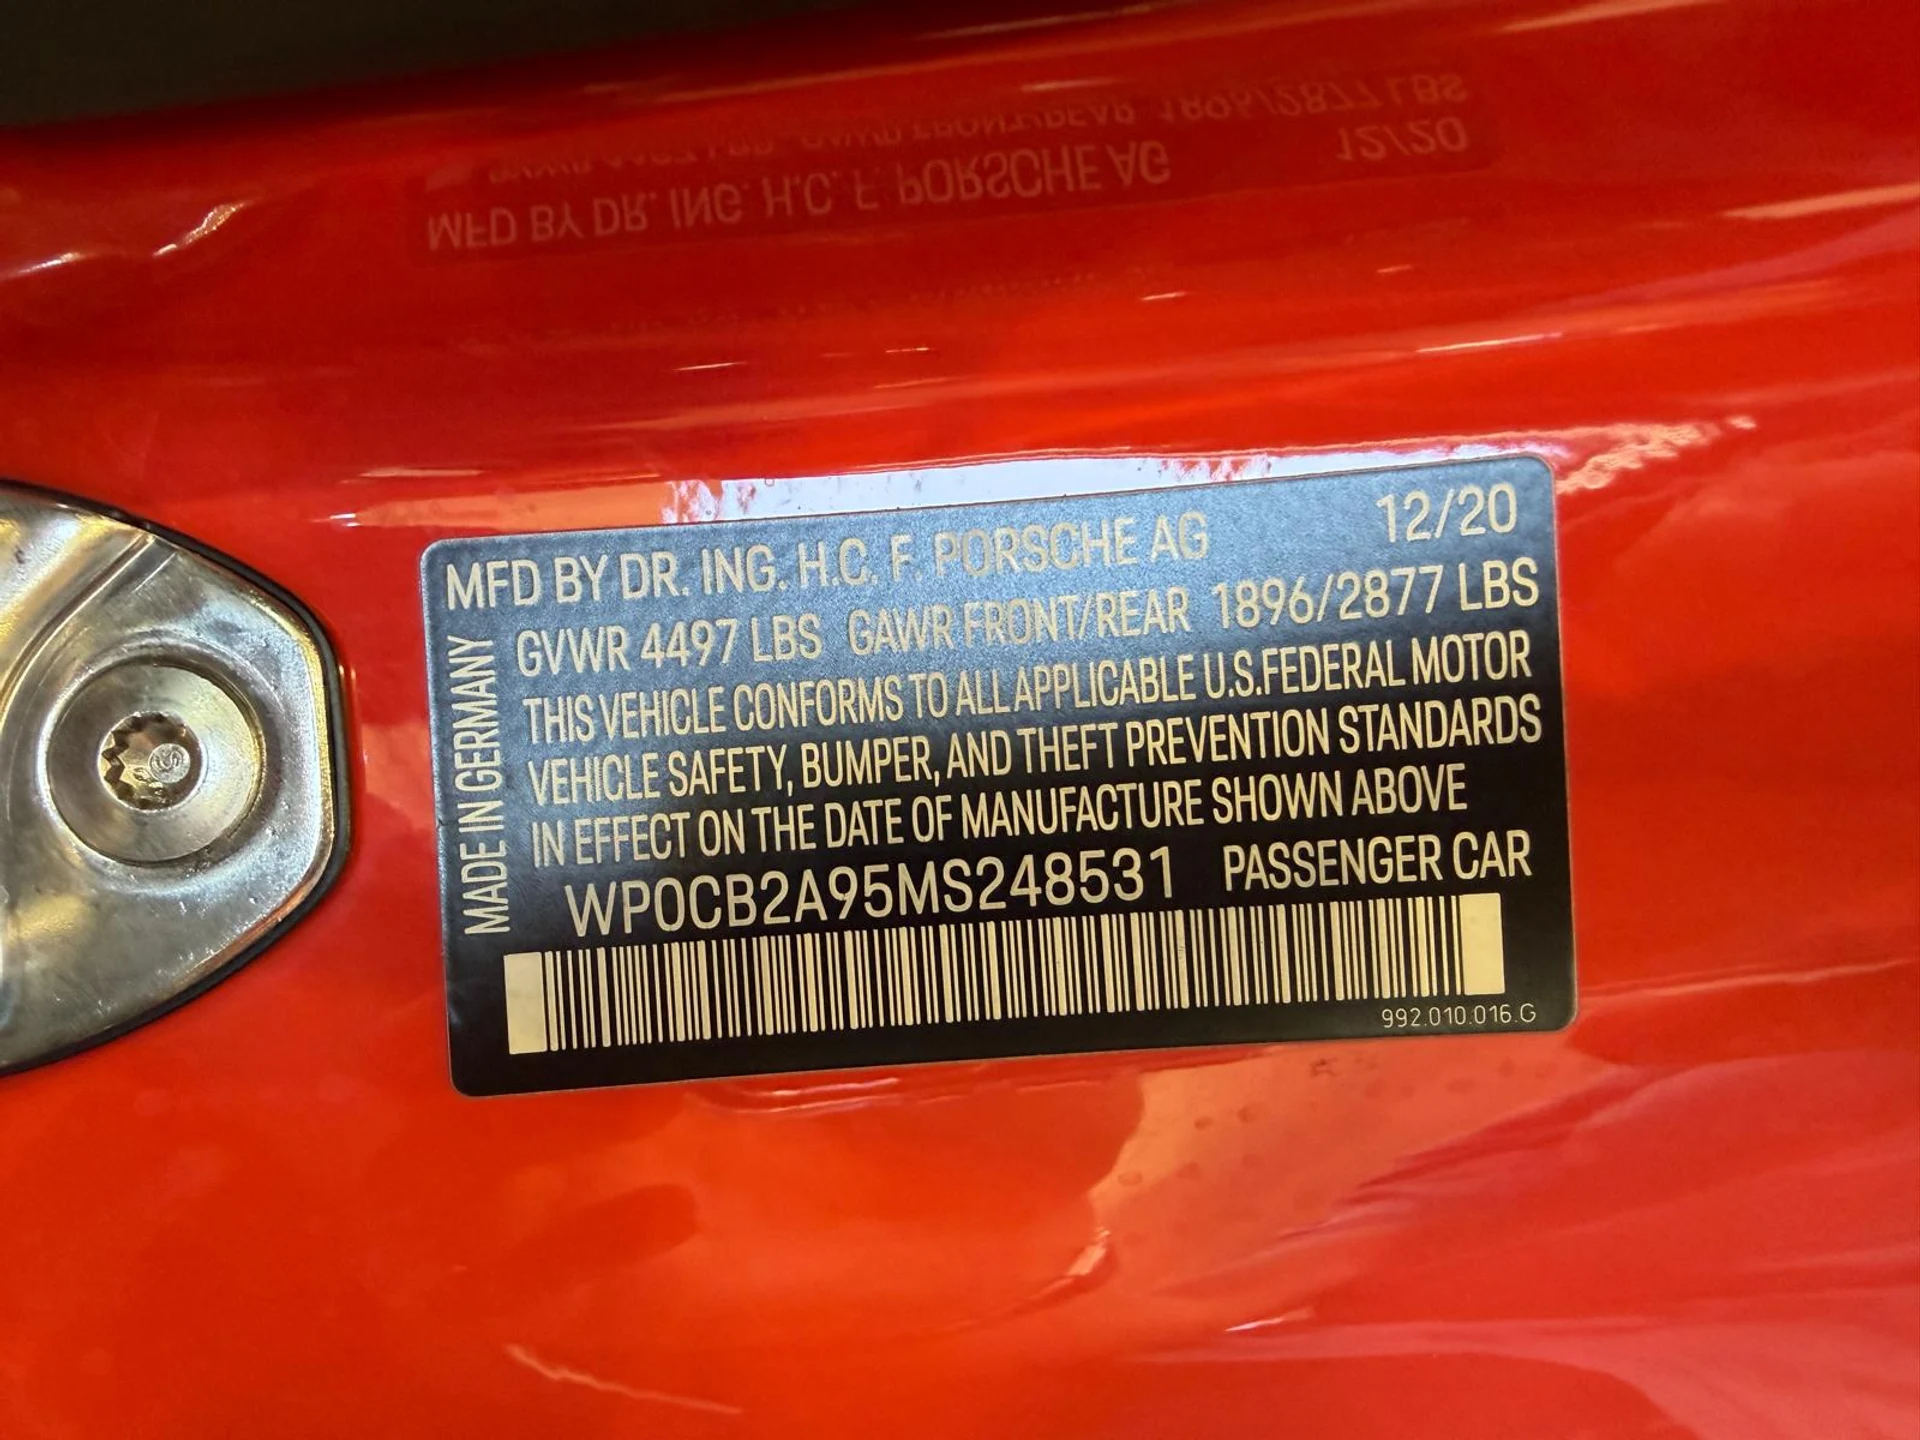 MFD BY DR. ING. H.C. F. PORSCHE AG 12/20
GVWR 4497 LBS GAWR FRONT/REAR 1896/2877 LBS
THIS VEHICLE CONFORMS TO ALL APPLICABLE U.S.FEDERAL MOTOR
VEHICLE SAFETY, BUMPER, AND THEFT PREVENTION STANDARDS
IN EFFECT ON THE DATE OF MANUFACTURE SHOWN ABOVE
WP0CB2A95MS248531 PASSENGER CAR
992.010.016.G
MADE IN GERMANY